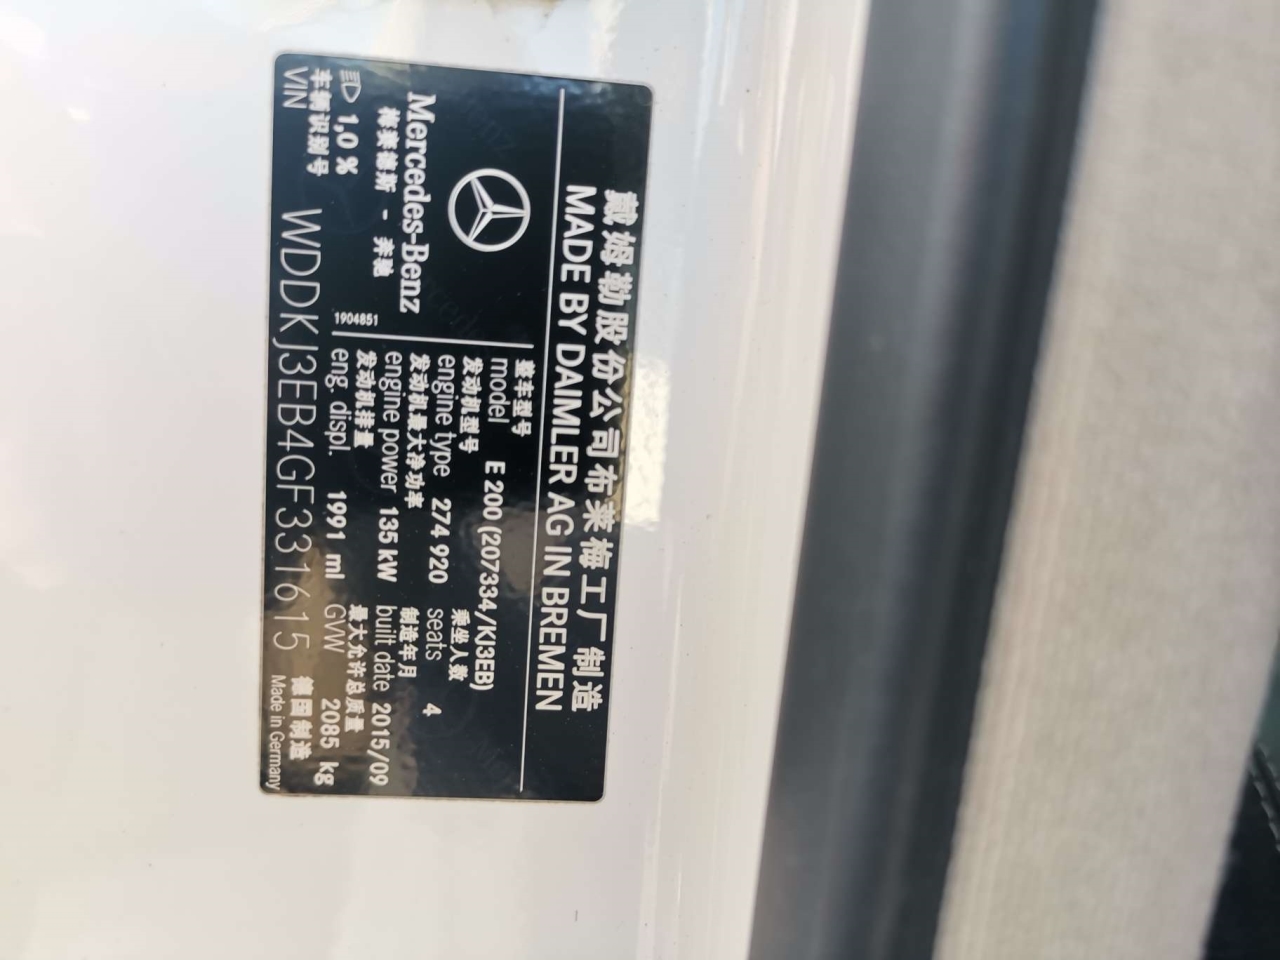 戴姆勒股份公司布莱梅工厂制造
MADE BY DAIMLER AG IN BREMEN
Mercedes-Benz
梅赛德斯 - 奔驰
1,0 %
1904851
整车型号
model E 200 (207334/KJ3EB)
发动机型号 乘坐人数
engine type 274 920 seats 4
发动机最大净功率 制造年月
engine power 135 kW built date 2015/09
发动机排量 最大允许总质量
eng. displ. 1991 ml GVW 2085 kg
车辆识别号 德国制造
VIN WDDKJ3EB4GF331615 Made in Germany